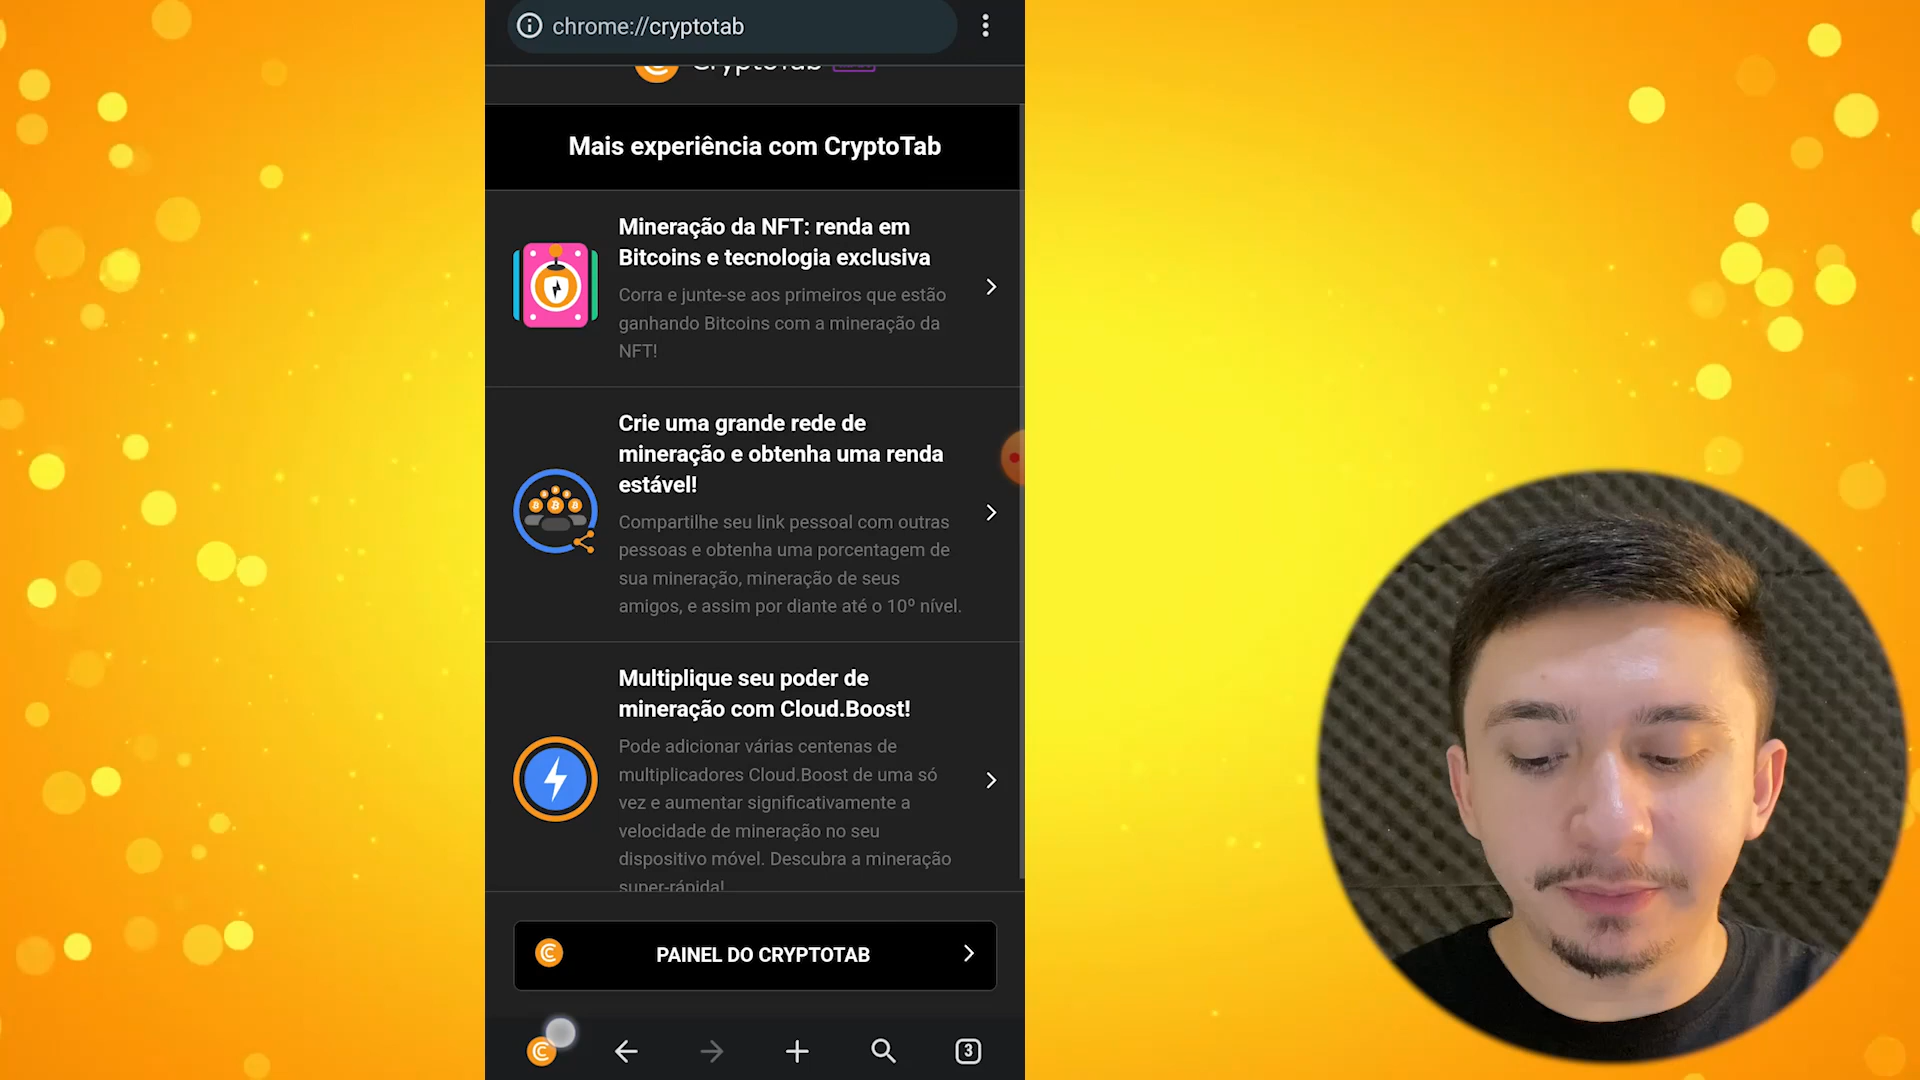 chrome://cryptotab
CryptoTab
Mais experiência com CryptoTab
Mineração da NFT: renda em
Bitcoins e tecnologia exclusiva
Corra e junte-se aos primeiros que estão
ganhando Bitcoins com a mineração da
NFT!
Crie uma grande rede de
mineração e obtenha uma renda
estável!
Compartilhe seu link pessoal com outras
pessoas e obtenha uma porcentagem de
sua mineração, mineração de seus
amigos, e assim por diante até o 10º nível.
Multiplique seu poder de
mineração com Cloud.Boost!
Pode adicionar várias centenas de
multiplicadores Cloud.Boost de uma só
vez e aumentar significativamente a
velocidade de mineração no seu
dispositivo móvel. Descubra a mineração
super-rápida!
PAINEL DO CRYPTOTAB
3